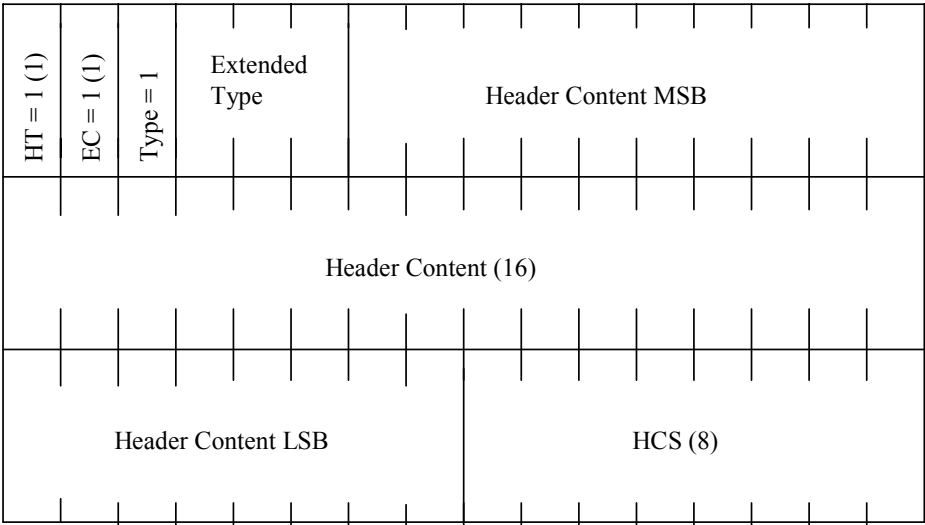 HT = 1 (1)
EC = 1 (1)
Type = 1
Extended
Type
Header Content MSB
Header Content (16)
Header Content LSB
HCS (8)